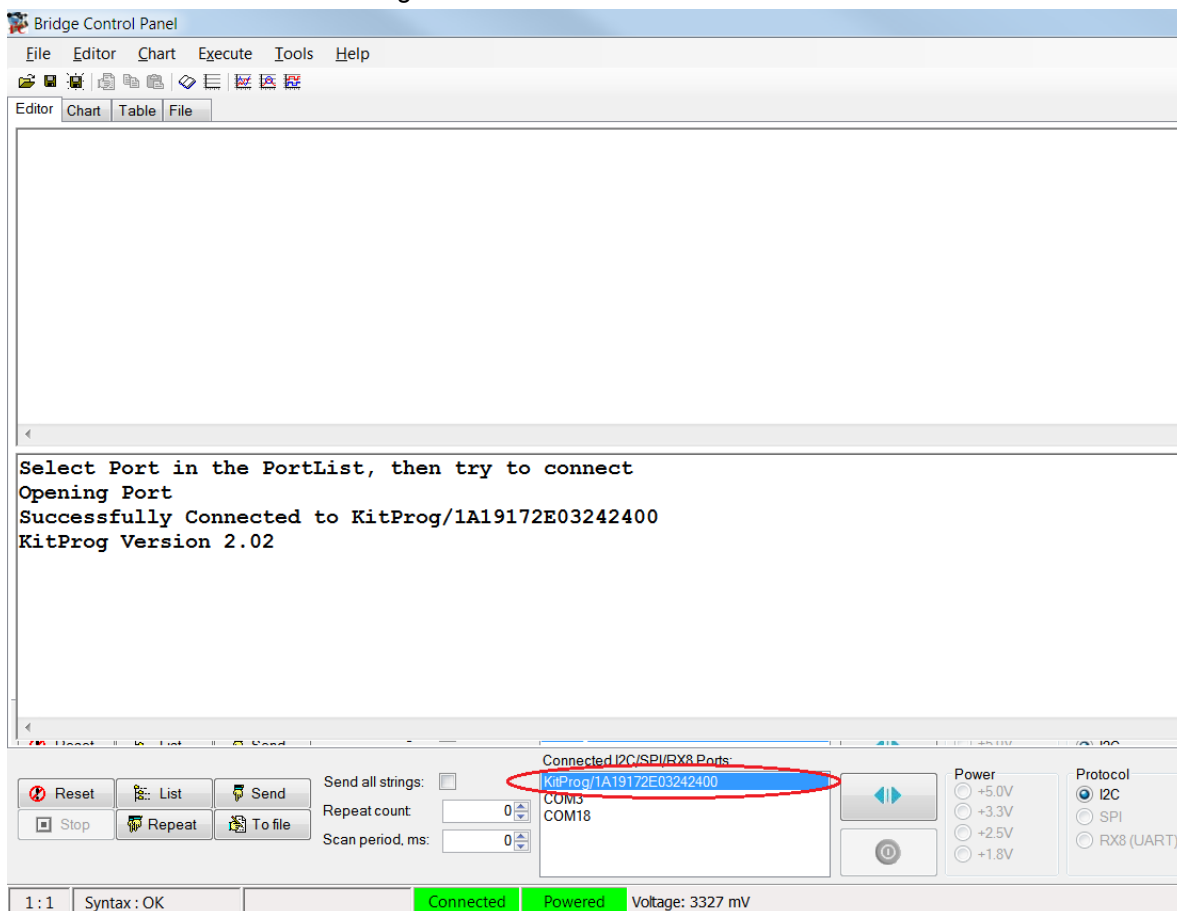 Bridge Control Panel
File Editor Chart Execute Tools Help
Editor Chart Table File
Select Port in the PortList, then try to connect
Opening Port
Successfully Connected to KitProg/1A19172E03242400
KitProg Version 2.02
Connected I2C/SPI/RX8 Ports:
KitProg/1A19172E03242400
COM3
COM18
Reset List Send
Stop Repeat To file
Send all strings:
Repeat count: 0
Scan period, ms: 0
Power
+5.0V
+3.3V
+2.5V
+1.8V
Protocol
I2C
SPI
RX8 (UART)
1:1 Syntax : OK Connected Powered Voltage: 3327 mV